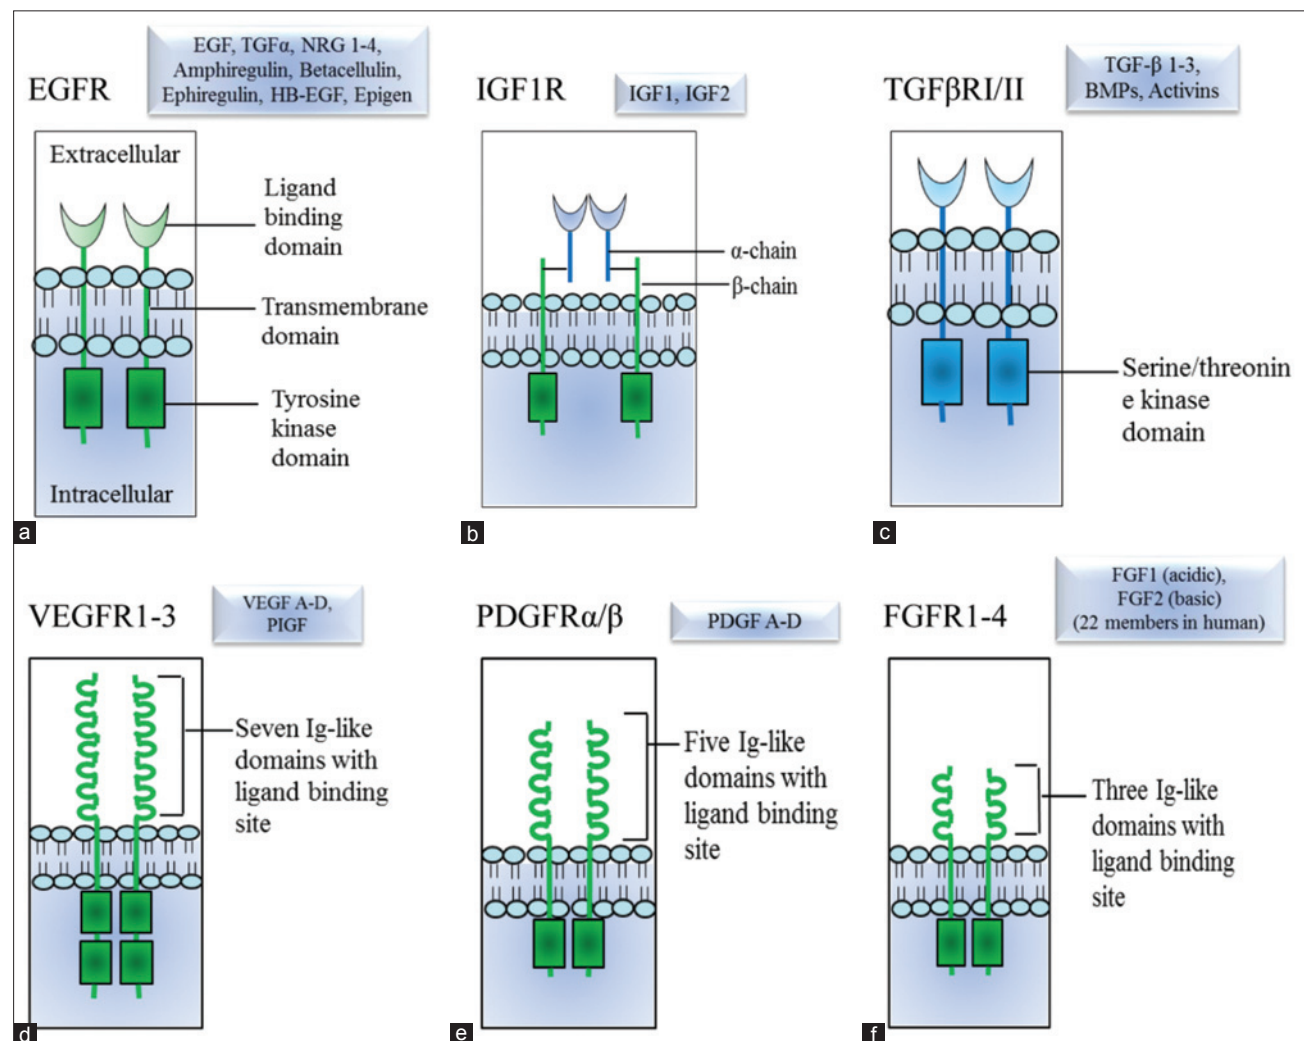 EGFR
EGF, TGFα, NRG 1-4,
Amphiregulin, Betacellulin,
Ephiregulin, HB-EGF, Epigen
Extracellular
Ligand
binding
domain
Transmembrane
domain
Tyrosine
kinase
domain
Intracellular
a
IGF1R
IGF1, IGF2
α-chain
β-chain
b
TGFβRI/II
TGF-β 1-3,
BMPs, Activins
Serine/threonin
e kinase
domain
c
VEGFR1-3
VEGF A-D,
PIGF
Seven Ig-like
domains with
ligand binding
site
d
PDGFRα/β
PDGF A-D
Five Ig-like
domains with
ligand binding
site
e
FGFR1-4
FGF1 (acidic),
FGF2 (basic)
(22 members in human)
Three Ig-like
domains with
ligand binding
site
f